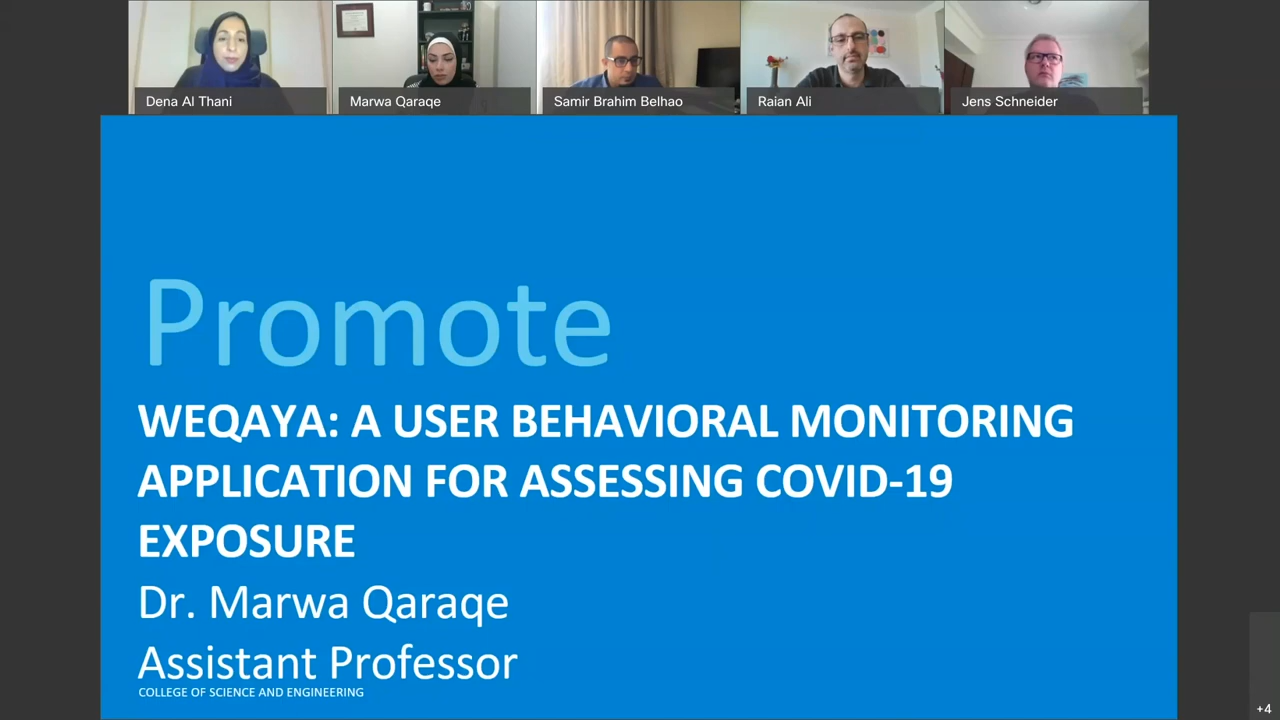 Dena Al Thani
Marwa Qaraqe
Samir Brahim Belhao
Raian Ali
Jens Schneider
Promote
WEQAYA: A USER BEHAVIORAL MONITORING
APPLICATION FOR ASSESSING COVID-19
EXPOSURE
Dr. Marwa Qaraqe
Assistant Professor
COLLEGE OF SCIENCE AND ENGINEERING
+4